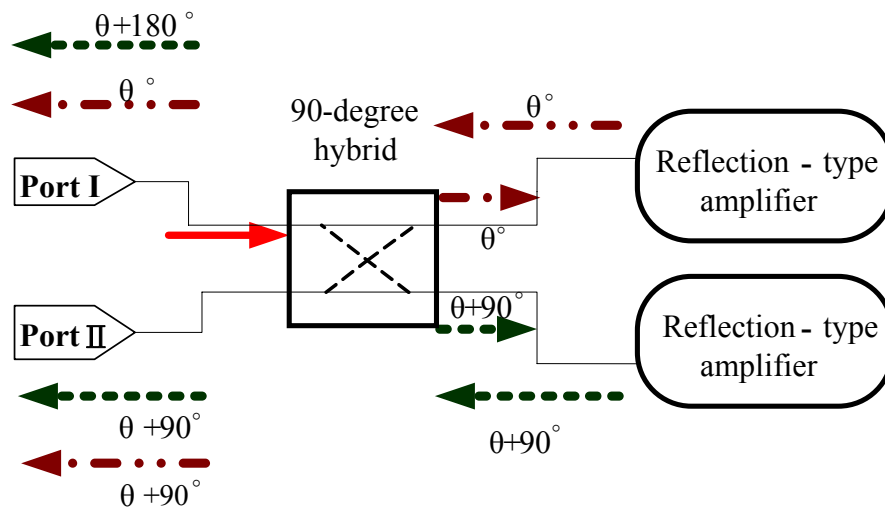 θ+180°
θ°
90-degree
hybrid
θ°
Port I
Reflection - type
amplifier
θ°
Port Ⅱ
θ+90°
Reflection - type
amplifier
θ +90°
θ+90°
θ +90°